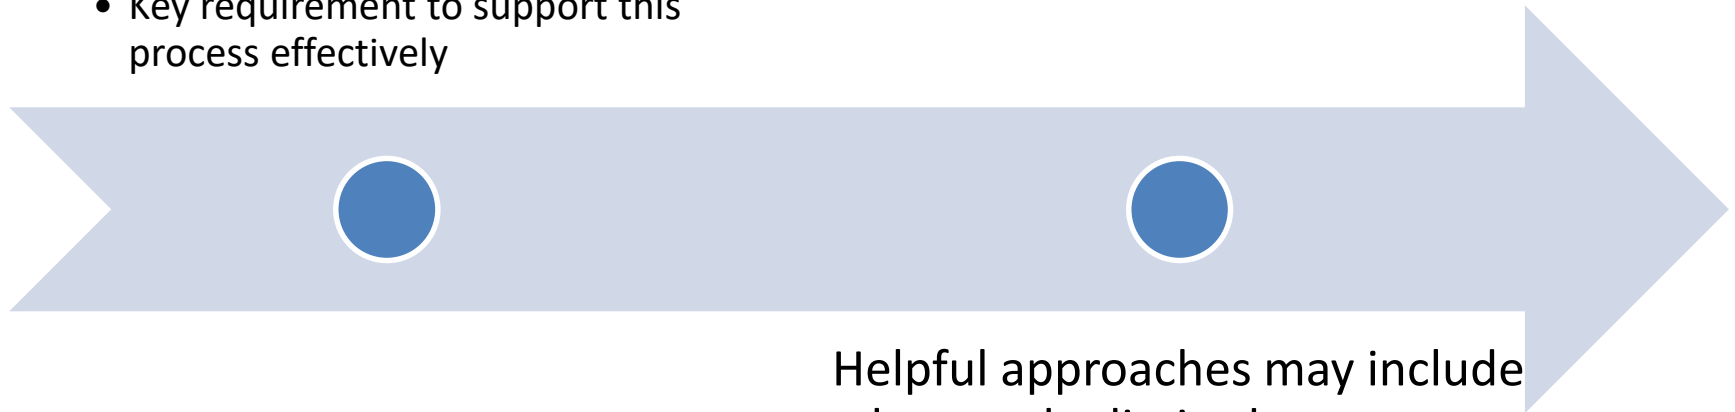 • Key requirement to support this
process effectively
Helpful approaches may include